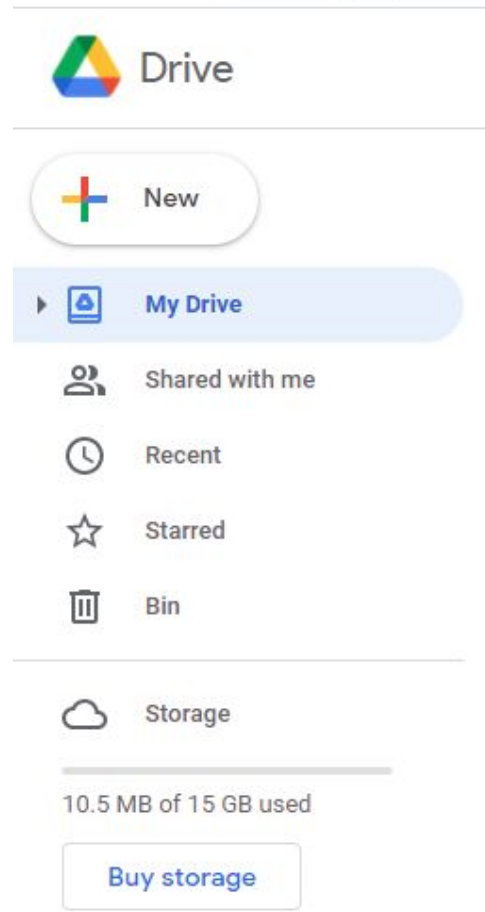 Drive
New
My Drive
Shared with me
Recent
Starred
Bin
Storage
10.5 MB of 15 GB used
Buy storage